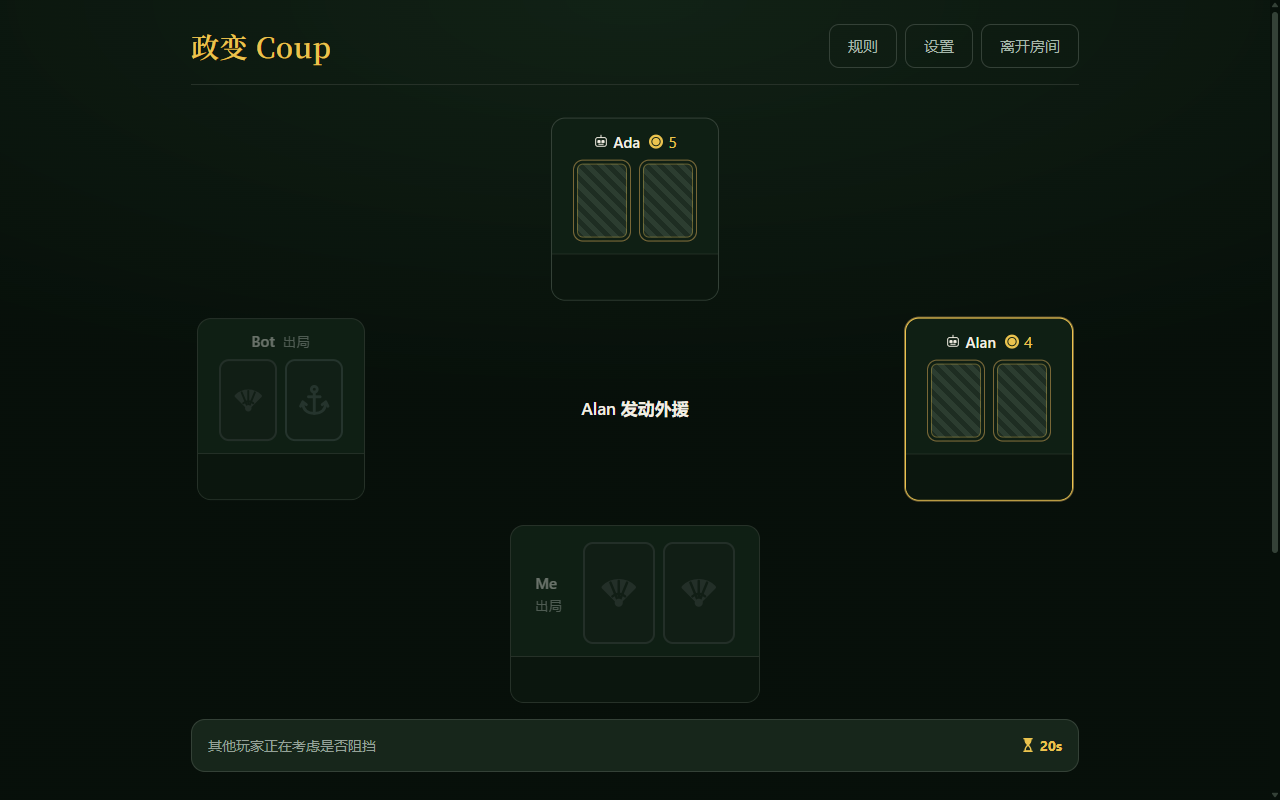 政变 Coup
规则
设置
离开房间
Ada 5
Bot 出局
Alan 4
Alan 发动外援
Me
出局
其他玩家正在考虑是否阻挡
20s